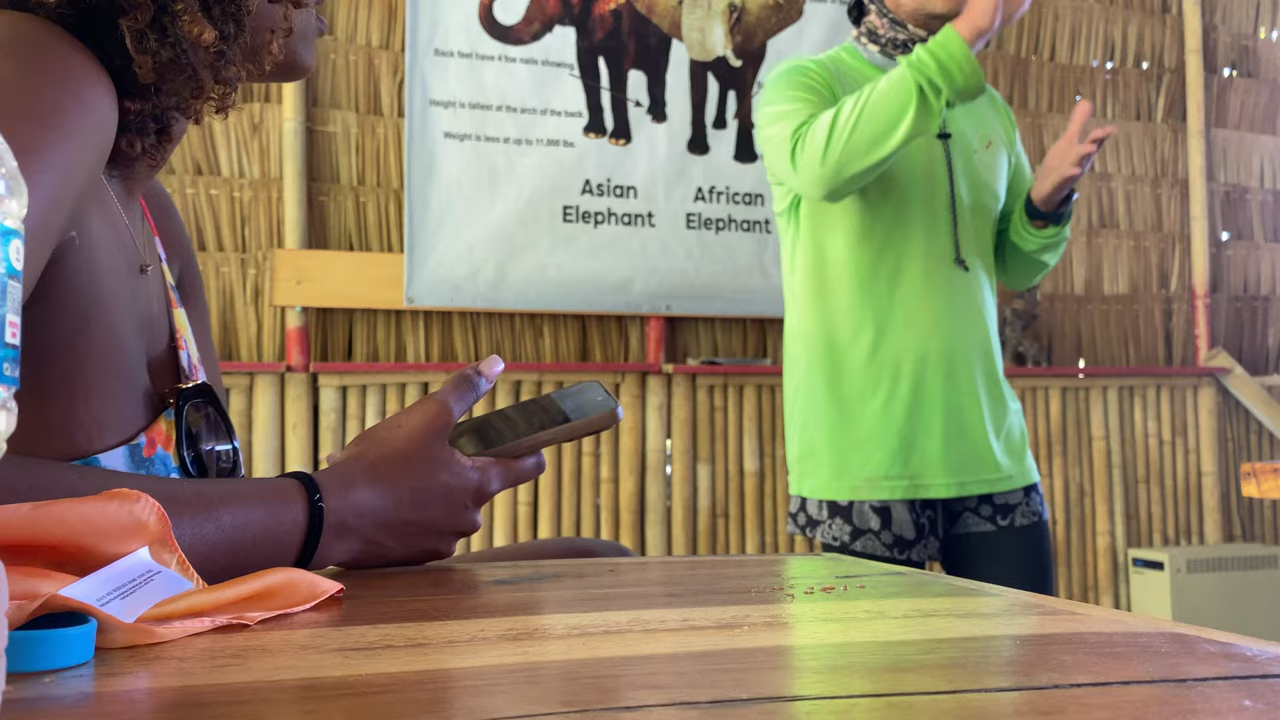 Back feet have 4 toe nails showing.
Height is tallest at the arch of the back.
Weight is less at up to 11,000 lbs.
Asian
Elephant
African
Elephant